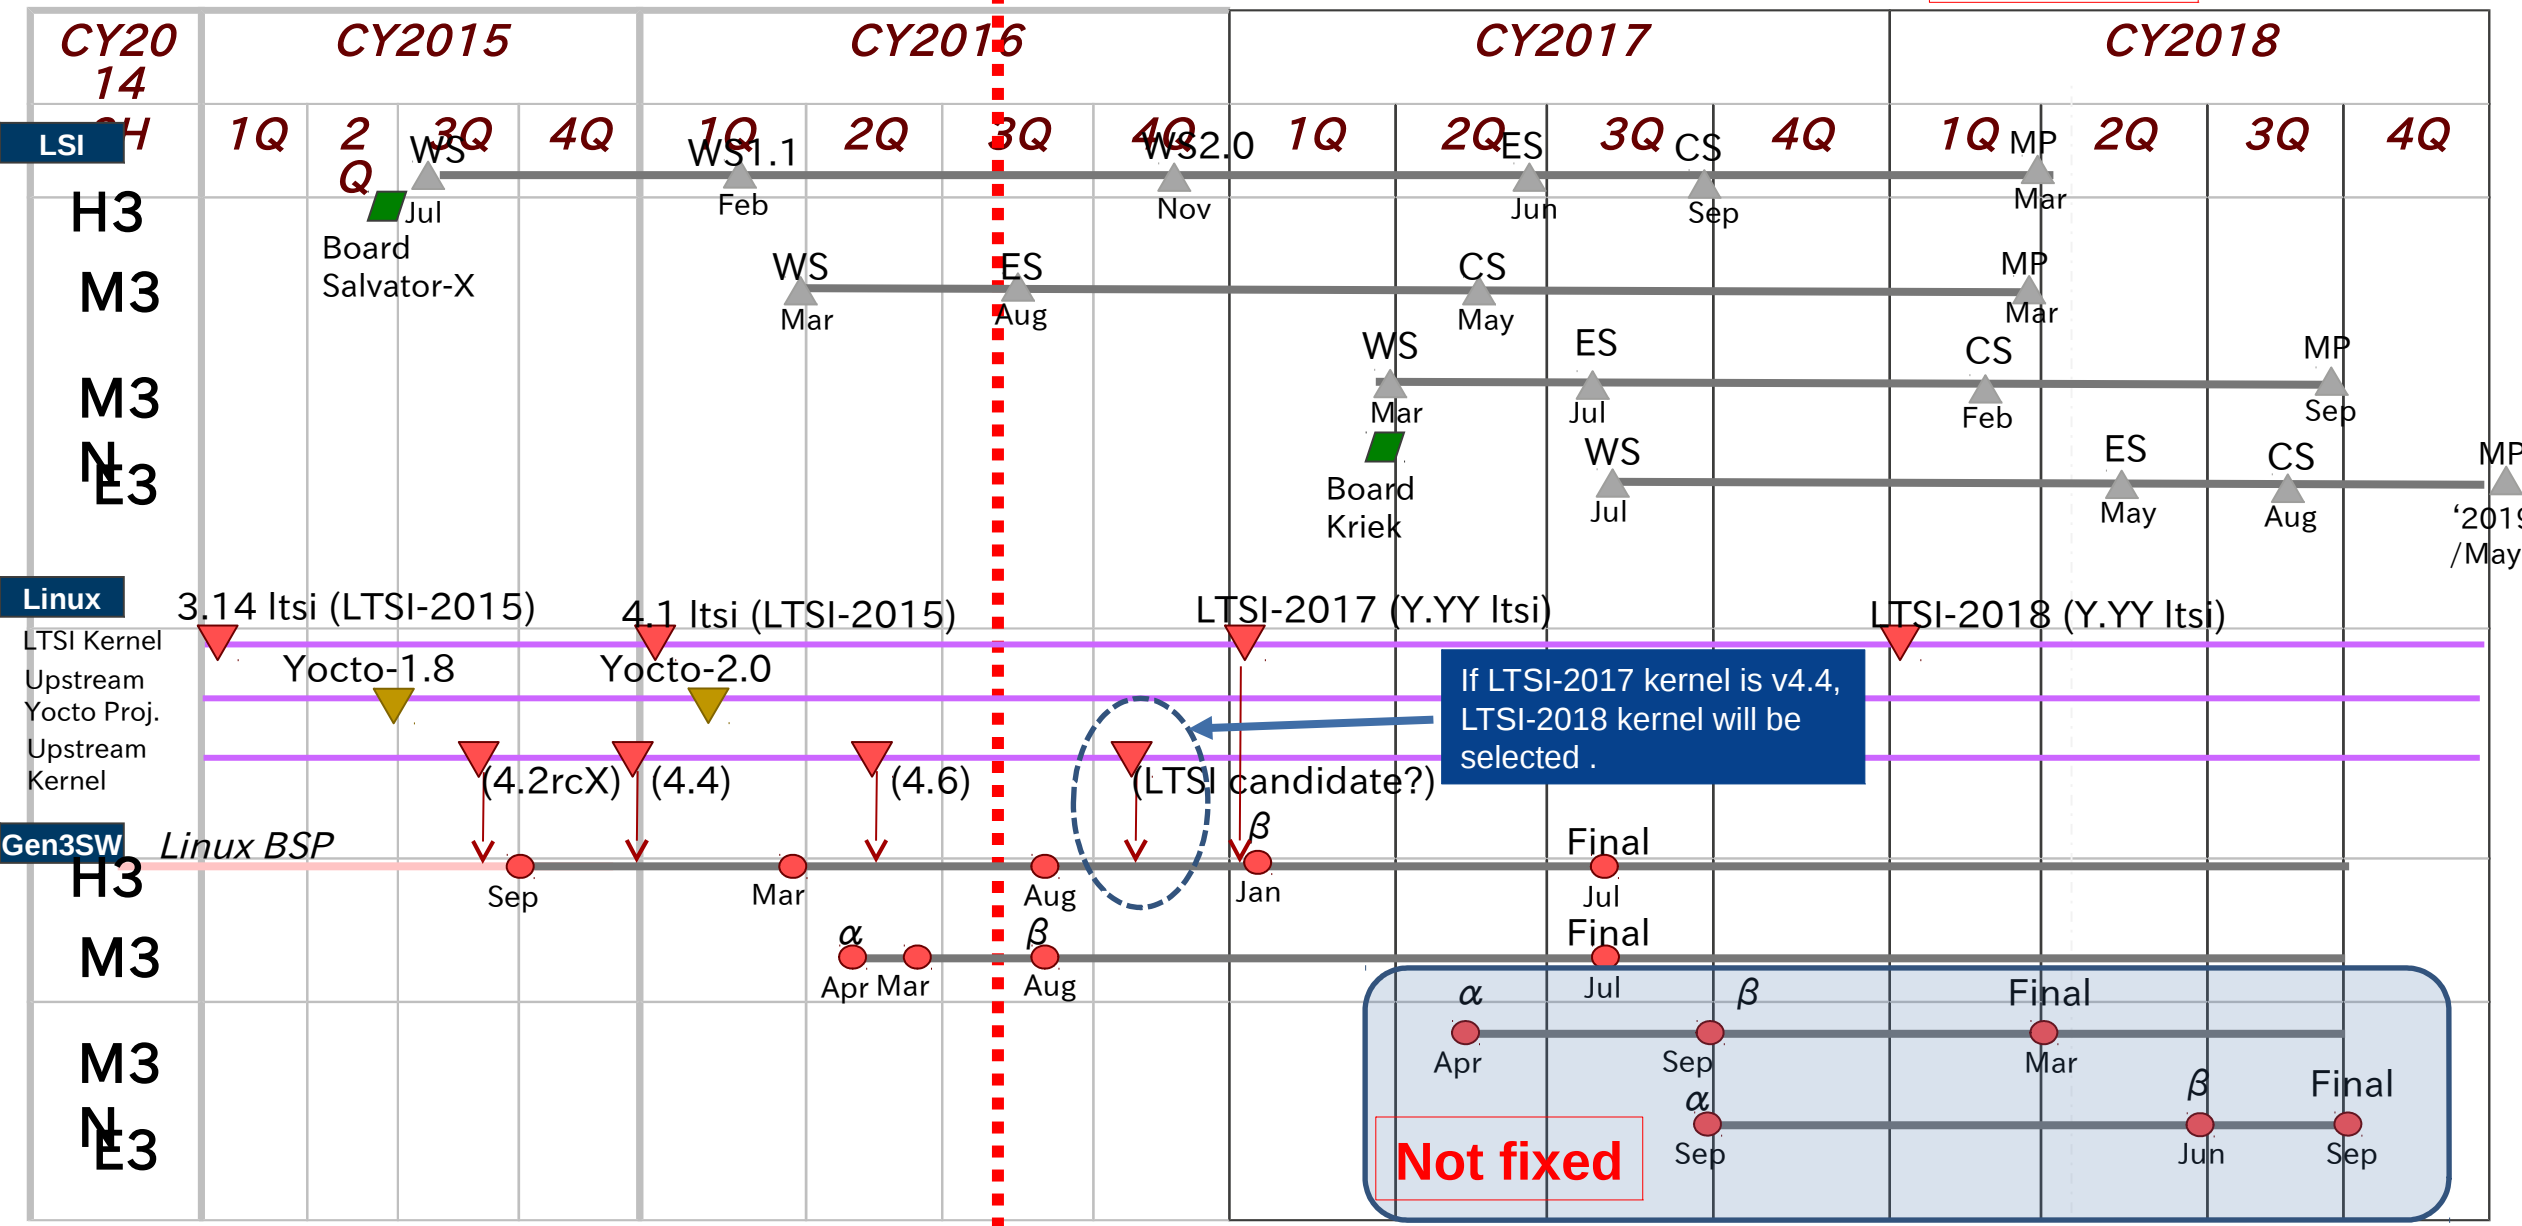 CY20
14
CY2015
CY2016
CY2017
CY2018
H
1Q
2
Q
3Q
4Q
1Q
2Q
3Q
4Q
1Q
2Q
3Q
4Q
1Q
2Q
3Q
4Q
LSI
WS
WS1.1
WS2.0
ES
CS
MP
H3
Jul
Feb
Nov
Jun
Sep
Mar
Board
Salvator-X
M3
WS
ES
CS
MP
Mar
Aug
May
Mar
M3
N
WS
ES
CS
MP
Mar
Jul
Feb
Sep
Board
Kriek
E3
WS
ES
CS
MP
Jul
May
Aug
‘2019
/May
Linux
3.14 ltsi (LTSI-2015)
4.1 ltsi (LTSI-2015)
LTSI-2017 (Y.YY ltsi)
LTSI-2018 (Y.YY ltsi)
LTSI Kernel
Upstream
Yocto Proj.
Yocto-1.8
Yocto-2.0
If LTSI-2017 kernel is v4.4,
LTSI-2018 kernel will be
selected .
Upstream
Kernel
(4.2rcX)
(4.4)
(4.6)
(LTSI candidate?)
Gen3SW
Linux BSP
β
Final
H3
Sep
Mar
Aug
Jan
Jul
M3
α
β
Final
Apr
Mar
Aug
Jul
M3
N
α
β
Final
Apr
Sep
Mar
E3
α
β
Final
Sep
Jun
Sep
Not fixed